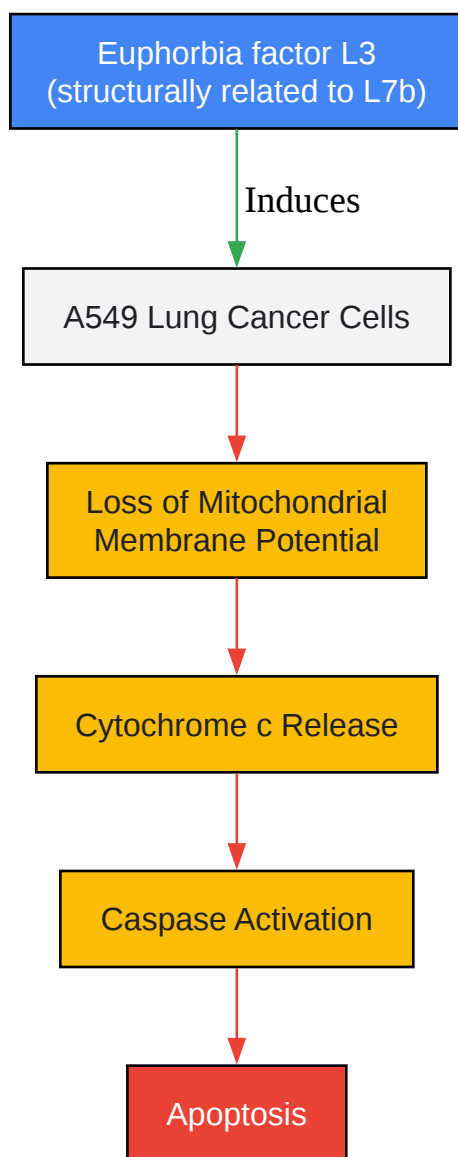 Euphorbia factor L3
(structurally related to L7b)
Induces
A549 Lung Cancer Cells
Loss of Mitochondrial
Membrane Potential
Cytochrome c Release
Caspase Activation
Apoptosis